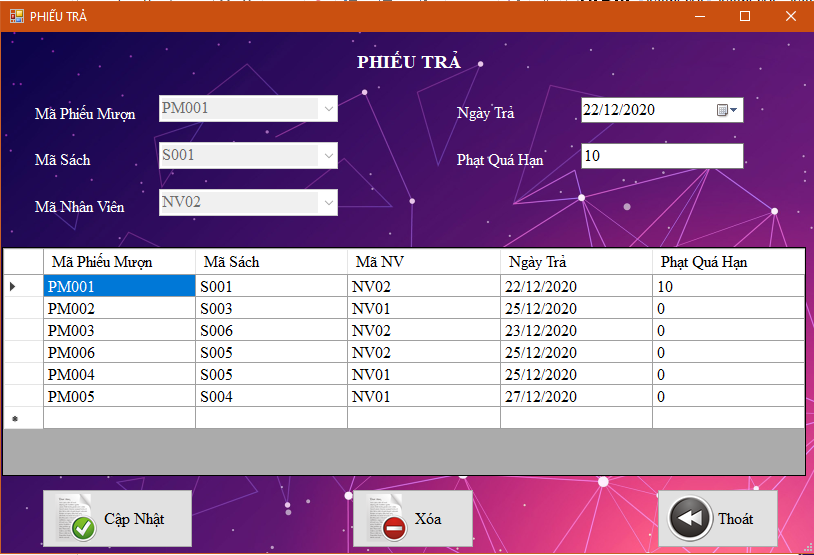 PHIẾU TRẢ
PHIẾU TRẢ
Mã Phiếu Mượn PM001 Ngày Trả 22/12/2020
Mã Sách S001 Phạt Quá Hạn 10
Mã Nhân Viên NV02
Mã Phiếu Mượn Mã Sách Mã NV Ngày Trả Phạt Quá Hạn
PM001 S001 NV02 22/12/2020 10
PM002 S003 NV01 25/12/2020 0
PM003 S006 NV02 23/12/2020 0
PM006 S005 NV02 25/12/2020 0
PM004 S005 NV01 25/12/2020 0
PM005 S004 NV01 27/12/2020 0
Cập Nhật Xóa Thoát